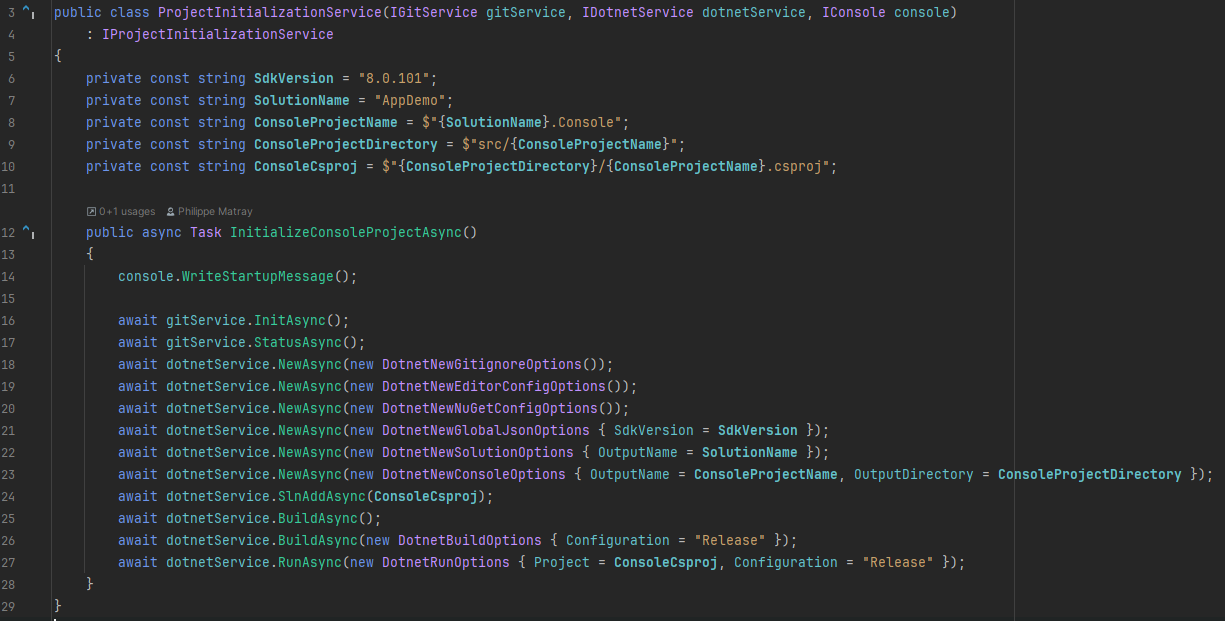 3 public class ProjectInitializationService(IGitService gitService, IDotnetService dotnetService, IConsole console)
4     : IProjectInitializationService
5 {
6     private const string SdkVersion = "8.0.101";
7     private const string SolutionName = "AppDemo";
8     private const string ConsoleProjectName = $"{SolutionName}.Console";
9     private const string ConsoleProjectDirectory = $"src/{ConsoleProjectName}";
10     private const string ConsoleCsproj = $"{ConsoleProjectDirectory}/{ConsoleProjectName}.csproj";
11
0+1 usages Philippe Matray
12     public async Task InitializeConsoleProjectAsync()
13     {
14         console.WriteStartupMessage();
15
16         await gitService.InitAsync();
17         await gitService.StatusAsync();
18         await dotnetService.NewAsync(new DotnetNewGitignoreOptions());
19         await dotnetService.NewAsync(new DotnetNewEditorConfigOptions());
20         await dotnetService.NewAsync(new DotnetNewNuGetConfigOptions());
21         await dotnetService.NewAsync(new DotnetNewGlobalJsonOptions { SdkVersion = SdkVersion });
22         await dotnetService.NewAsync(new DotnetNewSolutionOptions { OutputName = SolutionName });
23         await dotnetService.NewAsync(new DotnetNewConsoleOptions { OutputName = ConsoleProjectName, OutputDirectory = ConsoleProjectDirectory });
24         await dotnetService.SlnAddAsync(ConsoleCsproj);
25         await dotnetService.BuildAsync();
26         await dotnetService.BuildAsync(new DotnetBuildOptions { Configuration = "Release" });
27         await dotnetService.RunAsync(new DotnetRunOptions { Project = ConsoleCsproj, Configuration = "Release" });
28     }
29 }